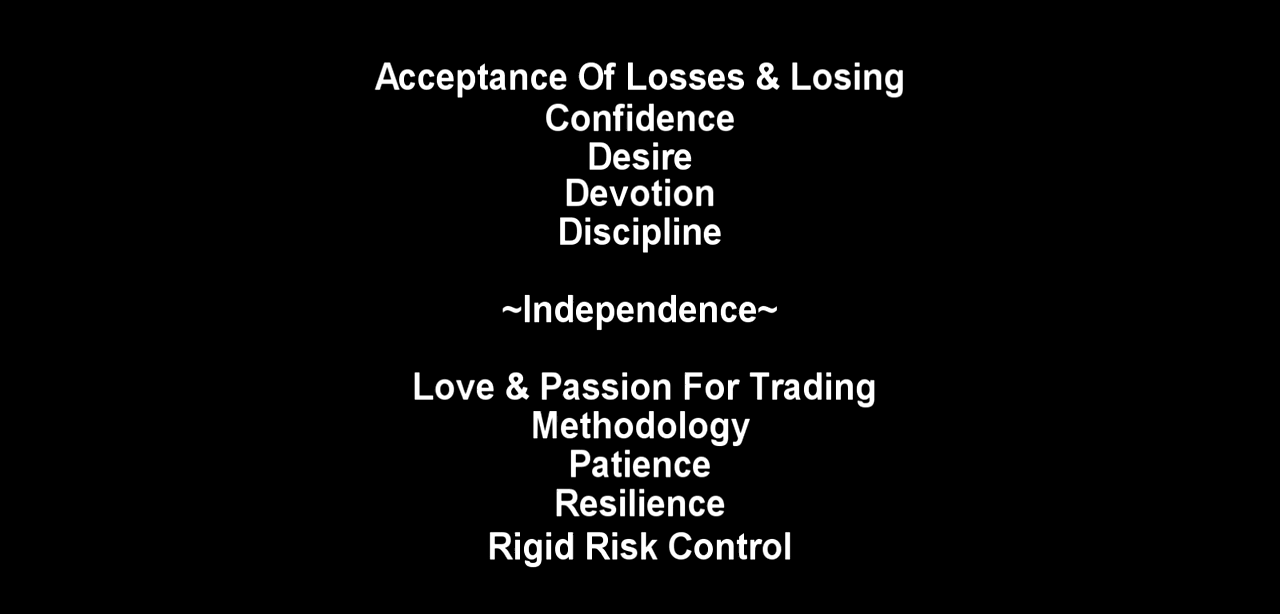 Acceptance Of Losses & Losing
Confidence
Desire
Devotion
Discipline
~Independence~
Love & Passion For Trading
Methodology
Patience
Resilience
Rigid Risk Control